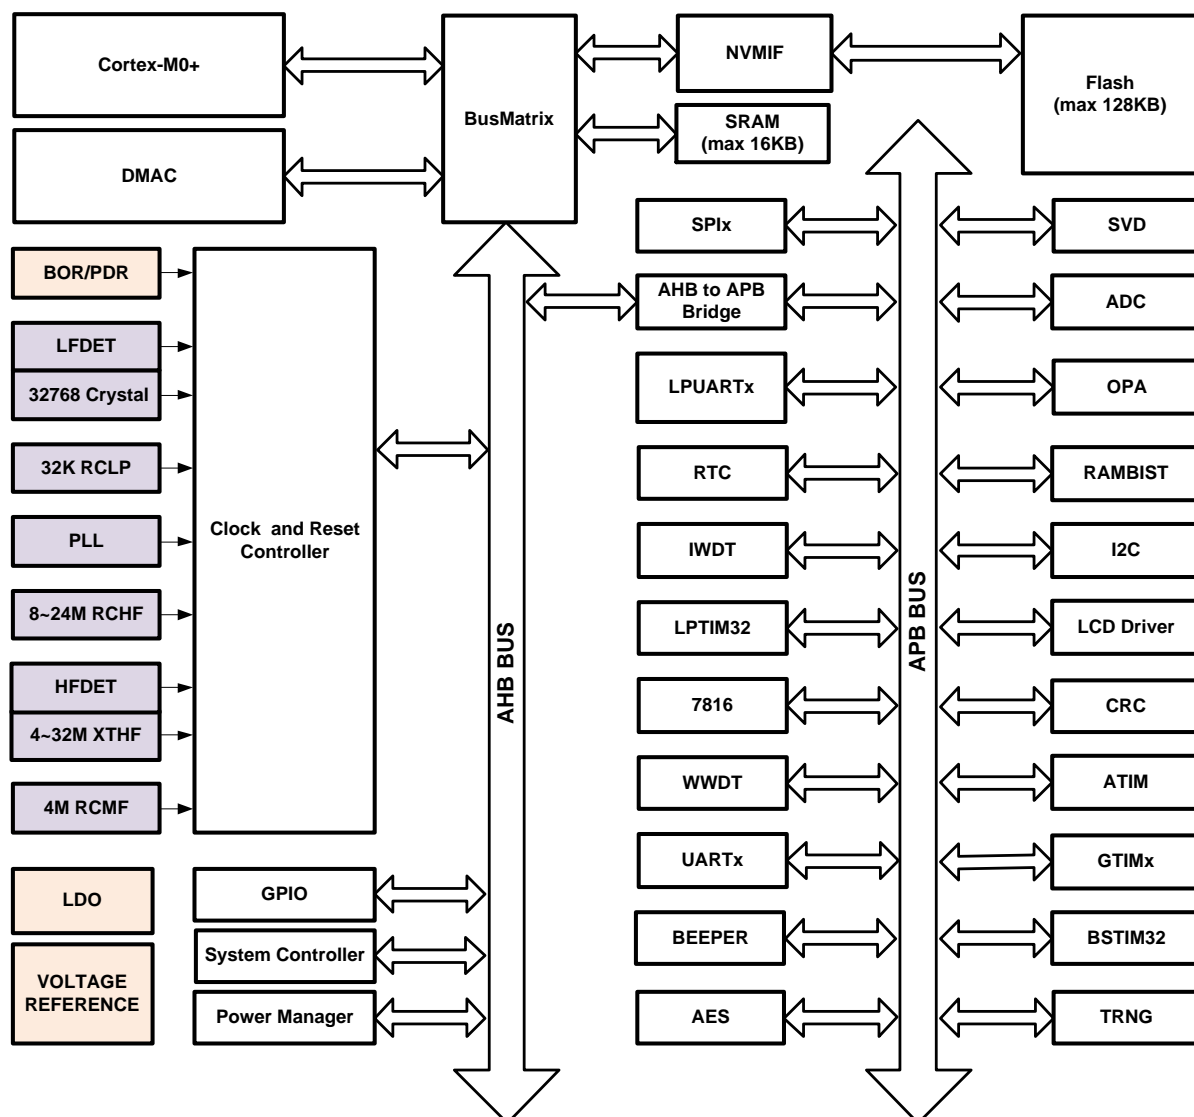 Cortex-M0+
DMAC
BusMatrix
NVMIF
SRAM
(max 16KB)
Flash
(max 128KB)
BOR/PDR
LFDET
32768 Crystal
32K RCLP
PLL
8~24M RCHF
HFDET
4~32M XTHF
4M RCMF
LDO
VOLTAGE
REFERENCE
Clock and Reset
Controller
GPIO
System Controller
Power Manager
AHB BUS
SPIx
AHB to APB
Bridge
LPUARTx
RTC
IWDT
LPTIM32
7816
WWDT
UARTx
BEEPER
AES
APB BUS
SVD
ADC
OPA
RAMBIST
I2C
LCD Driver
CRC
ATIM
GTIMx
BSTIM32
TRNG